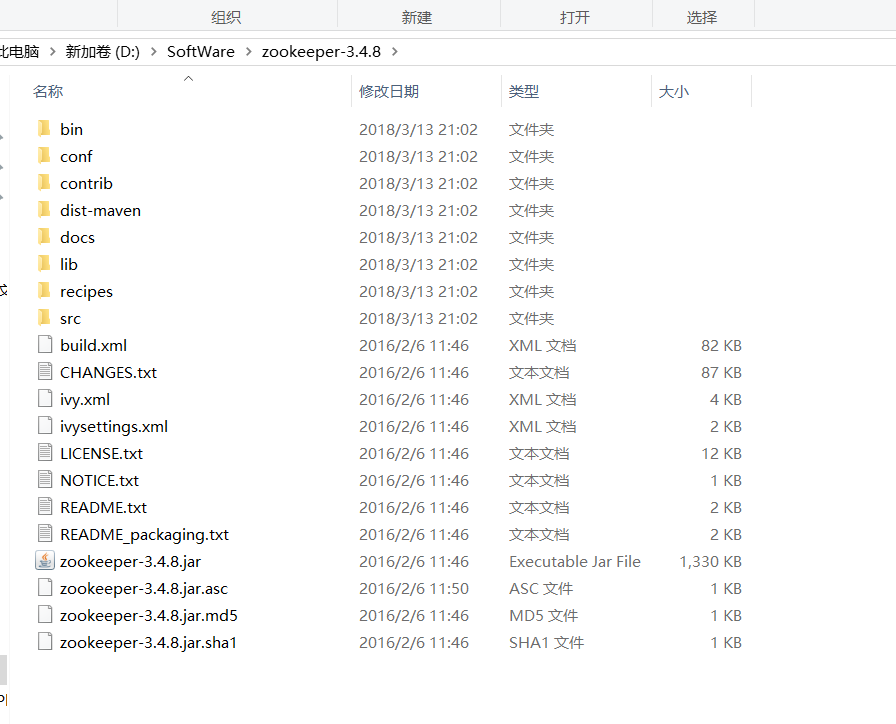 组织 新建 打开 选择
此电脑 > 新加卷 (D:) > SoftWare > zookeeper-3.4.8 >
名称 修改日期 类型 大小
bin 2018/3/13 21:02 文件夹
conf 2018/3/13 21:02 文件夹
contrib 2018/3/13 21:02 文件夹
dist-maven 2018/3/13 21:02 文件夹
docs 2018/3/13 21:02 文件夹
lib 2018/3/13 21:02 文件夹
recipes 2018/3/13 21:02 文件夹
src 2018/3/13 21:02 文件夹
build.xml 2016/2/6 11:46 XML 文档 82 KB
CHANGES.txt 2016/2/6 11:46 文本文档 87 KB
ivy.xml 2016/2/6 11:46 XML 文档 4 KB
ivysettings.xml 2016/2/6 11:46 XML 文档 2 KB
LICENSE.txt 2016/2/6 11:46 文本文档 12 KB
NOTICE.txt 2016/2/6 11:46 文本文档 1 KB
README.txt 2016/2/6 11:46 文本文档 2 KB
README_packaging.txt 2016/2/6 11:46 文本文档 2 KB
zookeeper-3.4.8.jar 2016/2/6 11:46 Executable Jar File 1,330 KB
zookeeper-3.4.8.jar.asc 2016/2/6 11:50 ASC 文件 1 KB
zookeeper-3.4.8.jar.md5 2016/2/6 11:46 MD5 文件 1 KB
zookeeper-3.4.8.jar.sha1 2016/2/6 11:46 SHA1 文件 1 KB